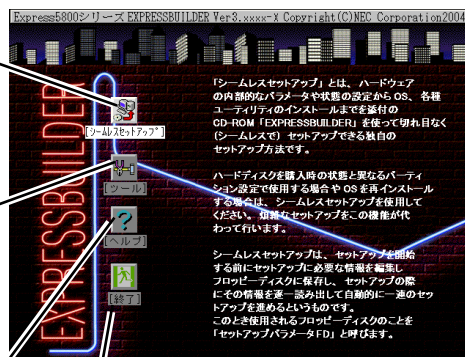 Express5800シリーズ EXPRESSBUILDER Ver3.xxxx-X Copyright(C)NEC Corporation2004
EXPRESSBUILDER
[シームレスセットアップ]
[ツール]
[ヘルプ]
[終了]
「シームレスセットアップ」とは、ハードウェア
の内部的なパラメータや状態の設定から OS、各種
ユーティリティのインストールまでを添付の
CD-ROM「EXPRESSBUILDER」を使って切れ目なく
(シームレスで) セットアップできる独自の
セットアップ方法です。
ハードディスクを購入時の状態と異なるパーティ
ション設定で使用する場合や OS を再インストール
する場合は、シームレスセットアップを使用して
ください。煩雑なセットアップをこの機能が代
わって行います。
シームレスセットアップは、セットアップを開始
する前にセットアップに必要な情報を編集し
フロッピーディスクに保存し、セットアップの際
にその情報を逐一読み出して自動的に一連のセッ
トアップを進めるというものです。
このとき使用されるフロッピーディスクのことを
「セットアップパラメータFD」と呼びます。